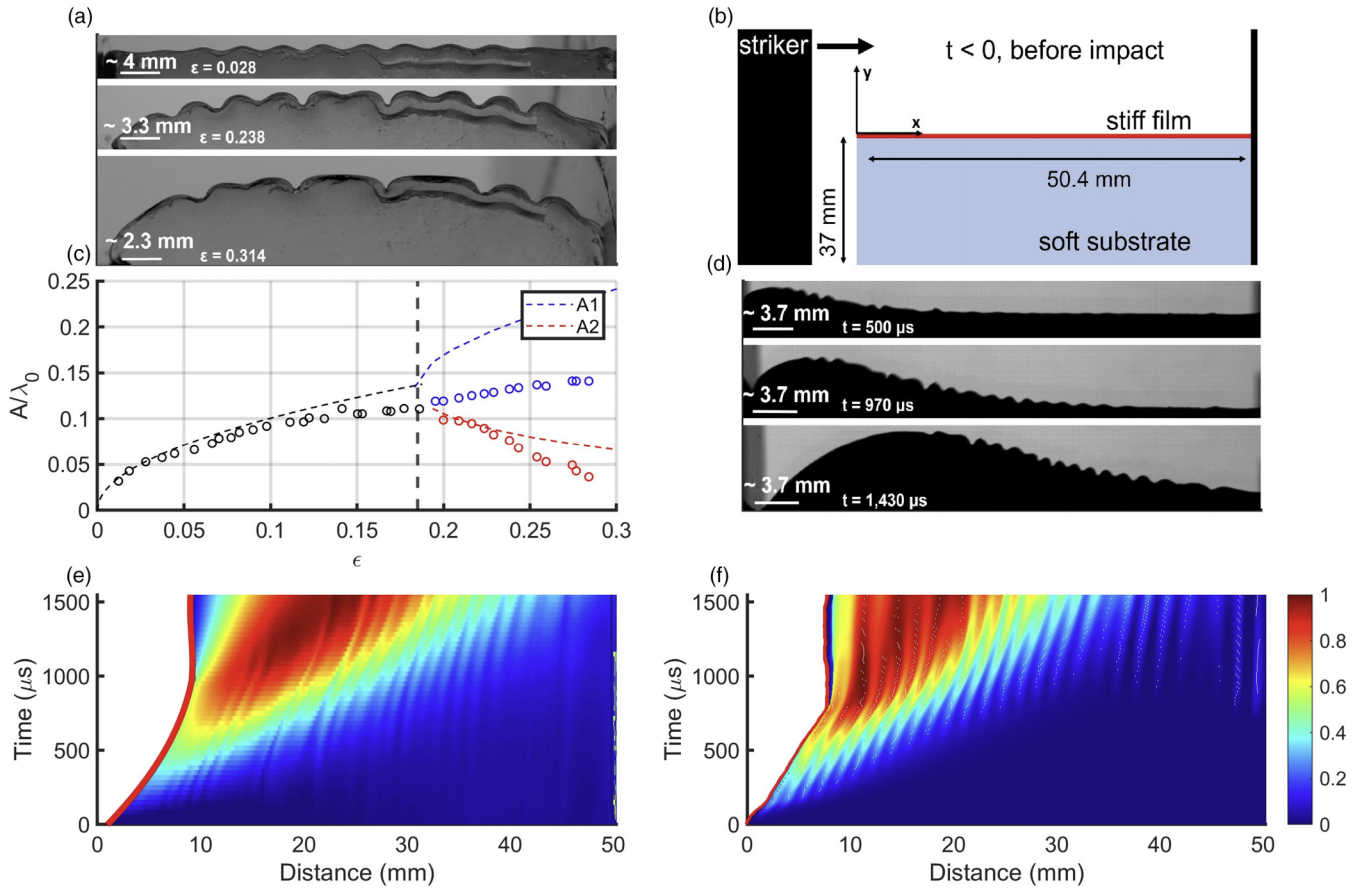 (a)
~ 4 mm
ε = 0.028
~ 3.3 mm
ε = 0.238
~ 2.3 mm
ε = 0.314
(b)
striker
t < 0, before impact
y
x
stiff film
50.4 mm
37 mm
soft substrate
(c)
0.25
0.20
0.15
0.10
0.05
0
A/λ₀
A1
A2
0 0.05 0.1 0.15 0.2 0.25 0.3
ϵ
(d)
~ 3.7 mm
t = 500 μs
~ 3.7 mm
t = 970 μs
~ 3.7 mm
t = 1,430 μs
(e)
1500
1000
500
0
Time (μs)
0 10 20 30 40 50
Distance (mm)
(f)
1500
1000
500
0
Time (μs)
0 10 20 30 40 50
Distance (mm)
1
0.8
0.6
0.4
0.2
0